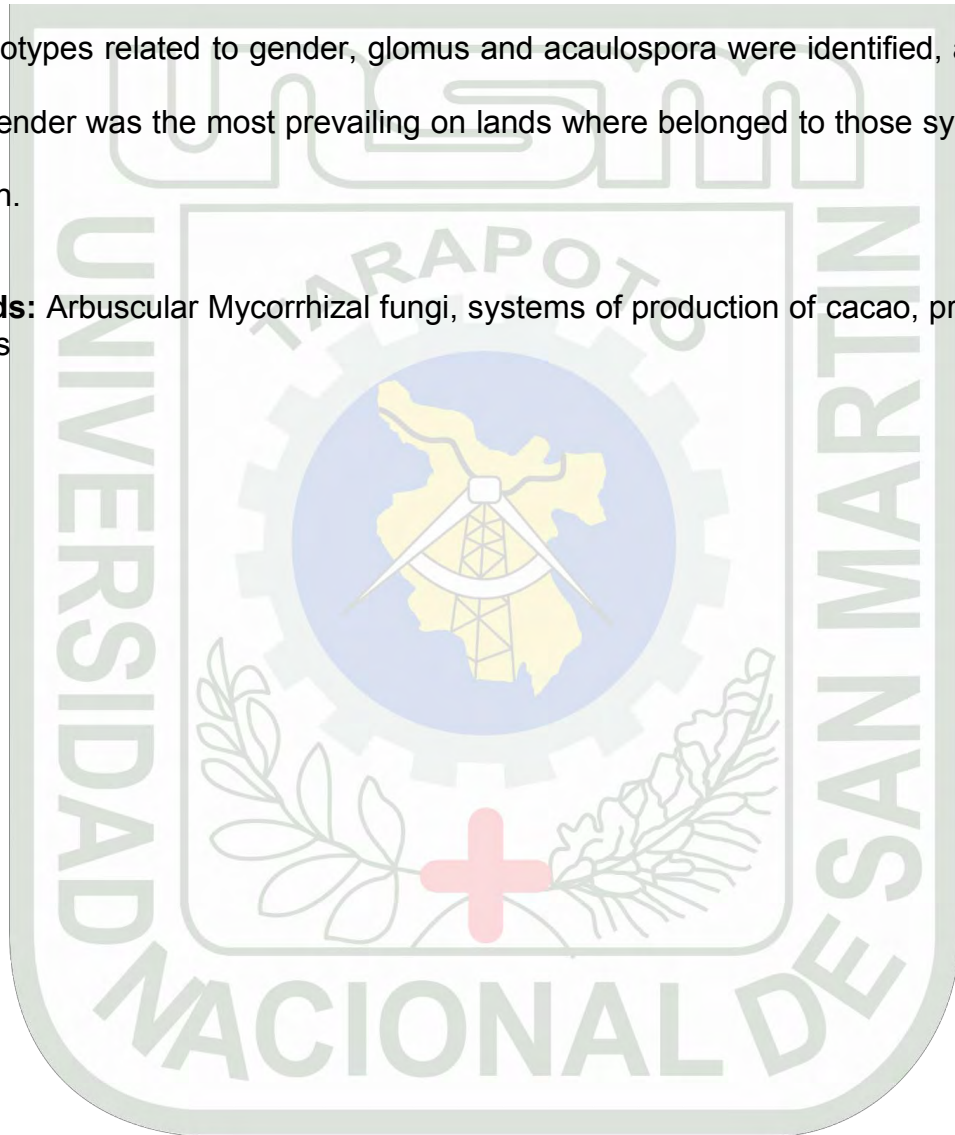 otypes related to gender, glomus and acaulospora were identified, a
ender was the most prevailing on lands where belonged to those sy
n.
ds: Arbuscular Mycorrhizal fungi, systems of production of cacao, pr
s
unsm
TARAPOTO
UNIVERSIDAD NACIONAL DE SAN MARTIN